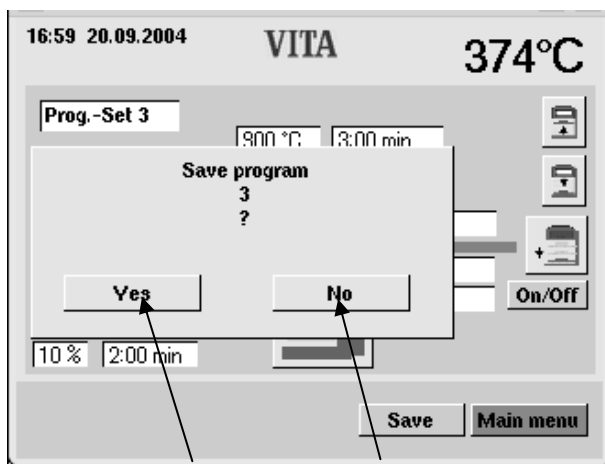 16:59 20.09.2004 VITA 374°C
Prog.-Set 3
900 °C 3:00 min
Save program
3
?
Yes No
On/Off
10 % 2:00 min
Save Main menu